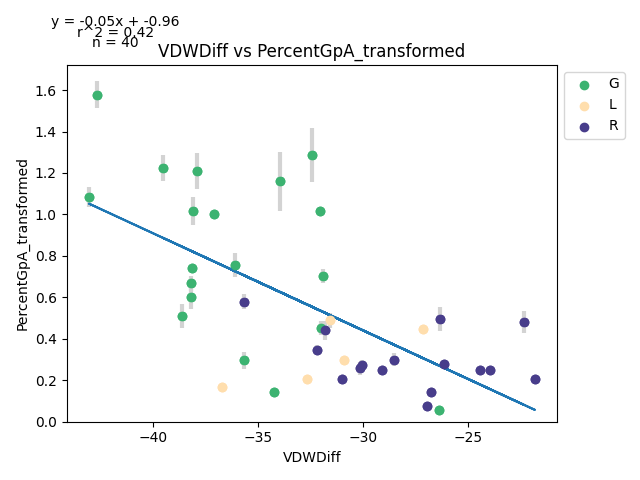 y = -0.05x + -0.96
r^2 = 0.42
n = 40
VDWDiff vs PercentGpA_transformed
G
L
R
PercentGpA_transformed
1.6
1.4
1.2
1.0
0.8
0.6
0.4
0.2
0.0
−40
−35
−30
−25
VDWDiff